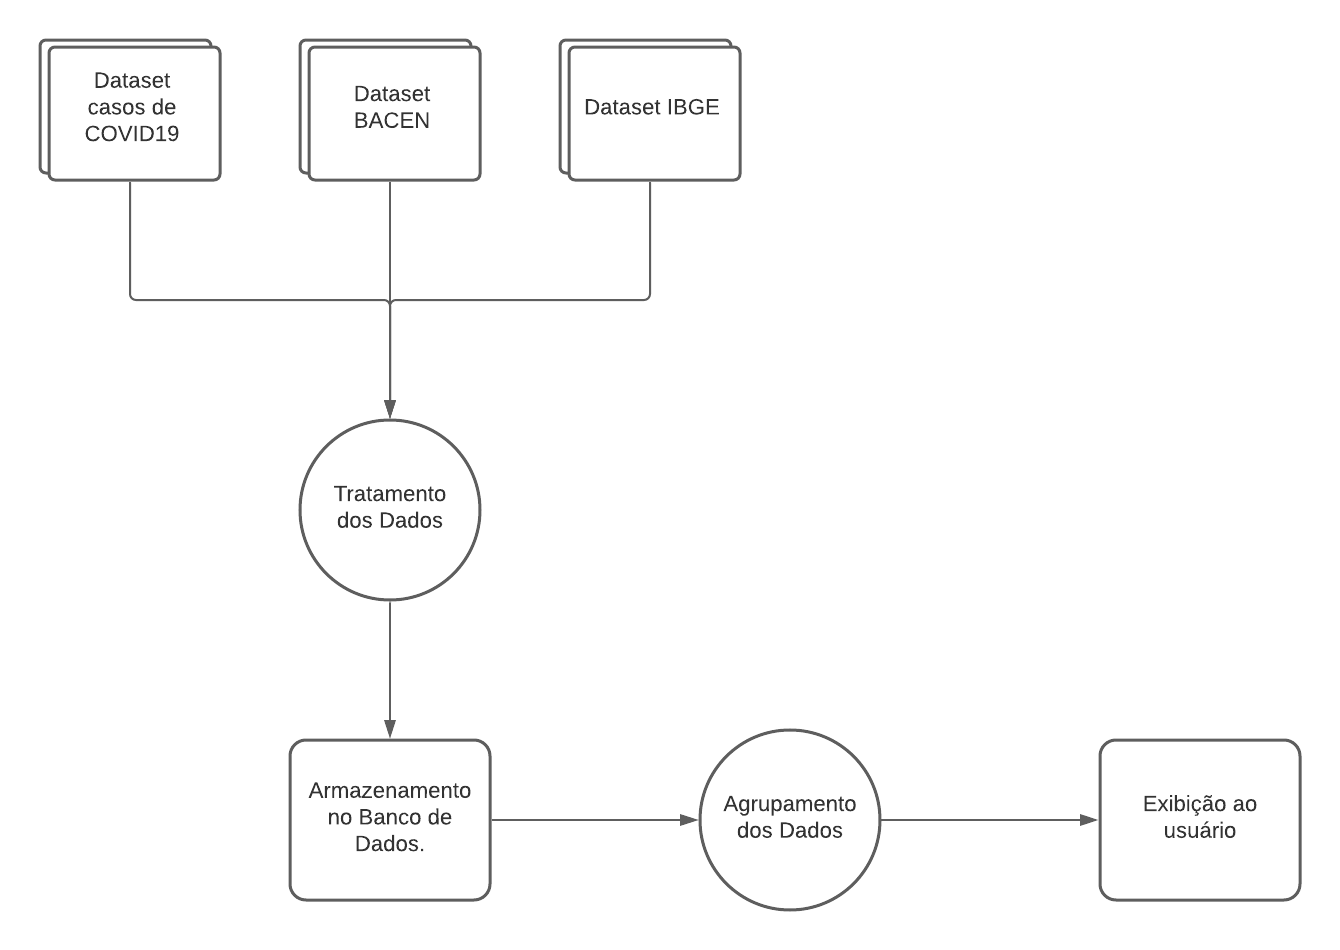 Dataset
casos de
COVID19
Dataset
BACEN
Dataset IBGE
Tratamento
dos Dados
Armazenamento
no Banco de
Dados.
Agrupamento
dos Dados
Exibição ao
usuário